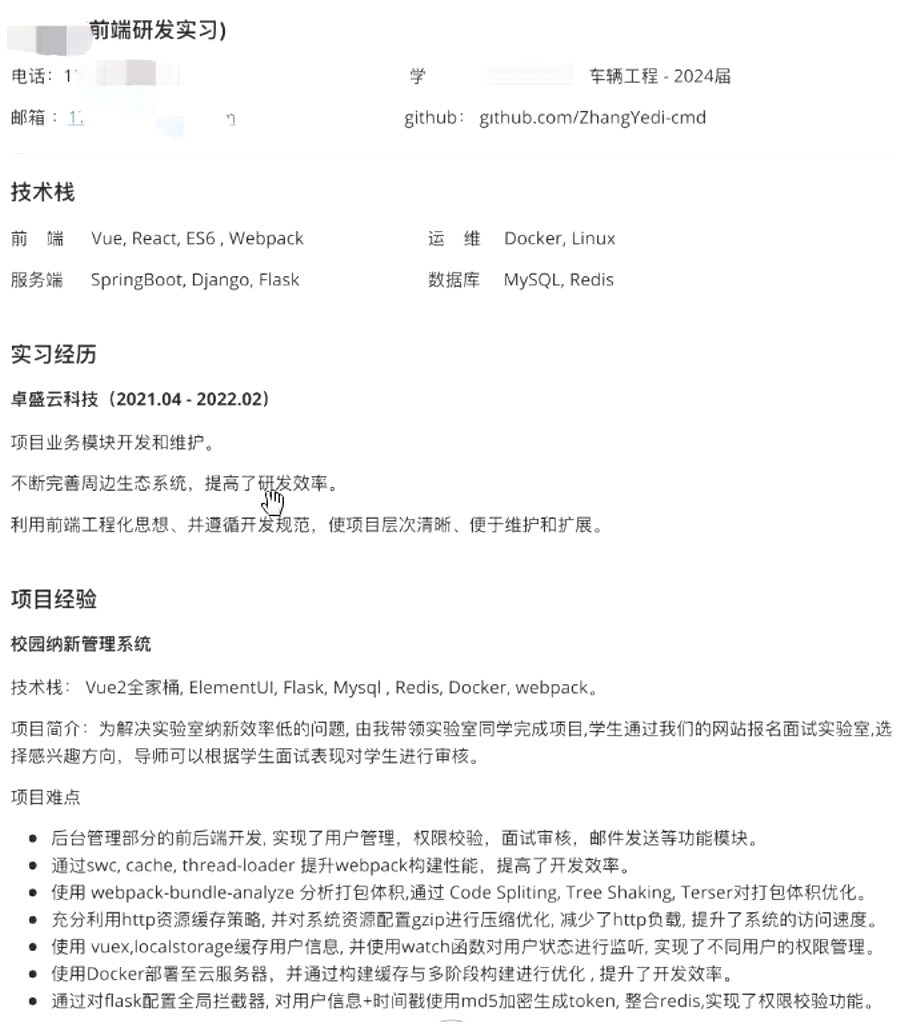 前端研发实习)
电话：1
学 车辆工程 - 2024届
邮箱：1
github： github.com/ZhangYedi-cmd
技术栈
前 端 Vue, React, ES6 , Webpack
运 维 Docker, Linux
服务端 SpringBoot, Django, Flask
数据库 MySQL, Redis
实习经历
卓盛云科技（2021.04 - 2022.02）
项目业务模块开发和维护。
不断完善周边生态系统，提高了研发效率。
利用前端工程化思想、并遵循开发规范，使项目层次清晰、便于维护和扩展。
项目经验
校园纳新管理系统
技术栈： Vue2全家桶, ElementUI, Flask, Mysql , Redis, Docker, webpack。
项目简介：为解决实验室纳新效率低的问题, 由我带领实验室同学完成项目,学生通过我们的网站报名面试实验室,选
择感兴趣方向，导师可以根据学生面试表现对学生进行审核。
项目难点
后台管理部分的前后端开发, 实现了用户管理，权限校验，面试审核，邮件发送等功能模块。
通过swc, cache, thread-loader 提升webpack构建性能，提高了开发效率。
使用 webpack-bundle-analyze 分析打包体积,通过 Code Spliting, Tree Shaking, Terser对打包体积优化。
充分利用http资源缓存策略, 并对系统资源配置gzip进行压缩优化, 减少了http负载, 提升了系统的访问速度。
使用 vuex,localstorage缓存用户信息, 并使用watch函数对用户状态进行监听, 实现了不同用户的权限管理。
使用Docker部署至云服务器，并通过构建缓存与多阶段构建进行优化 , 提升了开发效率。
通过对flask配置全局拦截器, 对用户信息+时间戳使用md5加密生成token, 整合redis,实现了权限校验功能。